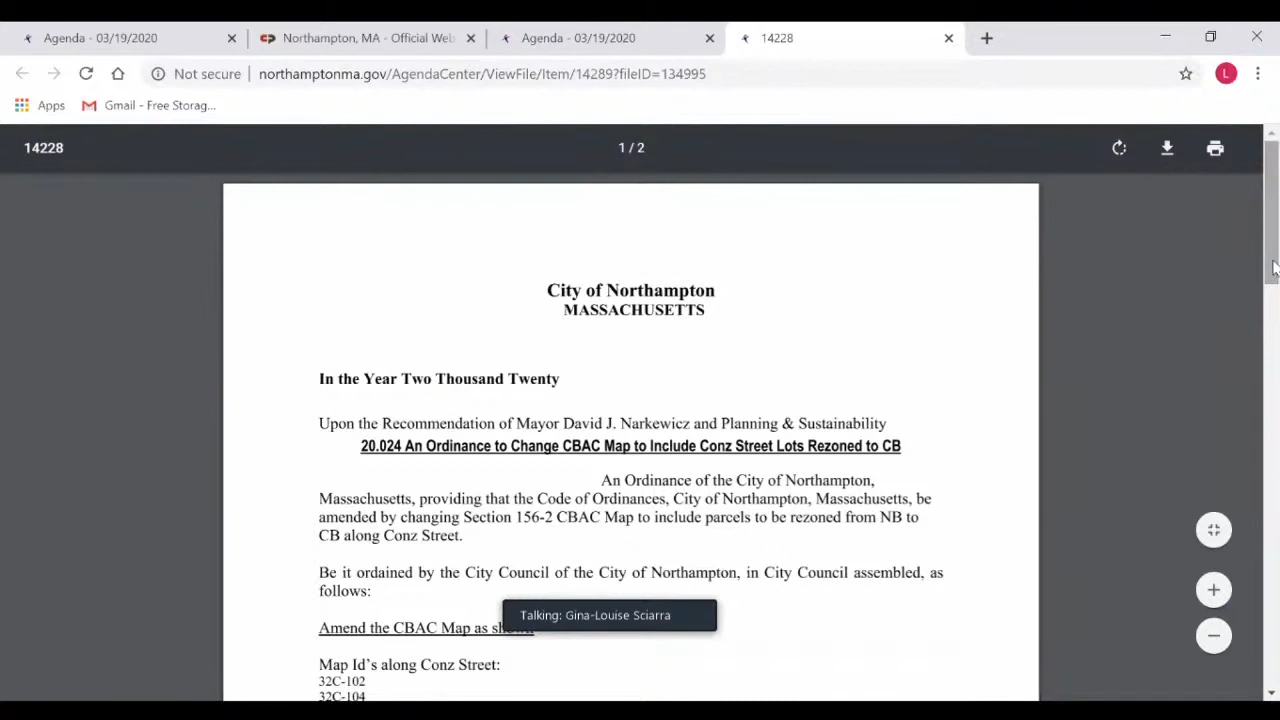 Agenda - 03/19/2020
Northampton, MA - Official Web
Agenda - 03/19/2020
14228
Not secure
northamptonma.gov/AgendaCenter/ViewFile/Item/14289?fileID=134995
L
Apps
Gmail - Free Storag...
14228
1 / 2
City of Northampton
MASSACHUSETTS
In the Year Two Thousand Twenty
Upon the Recommendation of Mayor David J. Narkewicz and Planning & Sustainability
20.024 An Ordinance to Change CBAC Map to Include Conz Street Lots Rezoned to CB
An Ordinance of the City of Northampton,
Massachusetts, providing that the Code of Ordinances, City of Northampton, Massachusetts, be
amended by changing Section 156-2 CBAC Map to include parcels to be rezoned from NB to
CB along Conz Street.
Be it ordained by the City Council of the City of Northampton, in City Council assembled, as
follows:
Talking: Gina-Louise Sciarra
Amend the CBAC Map as shown
Map Id's along Conz Street:
32C-102
32C-104